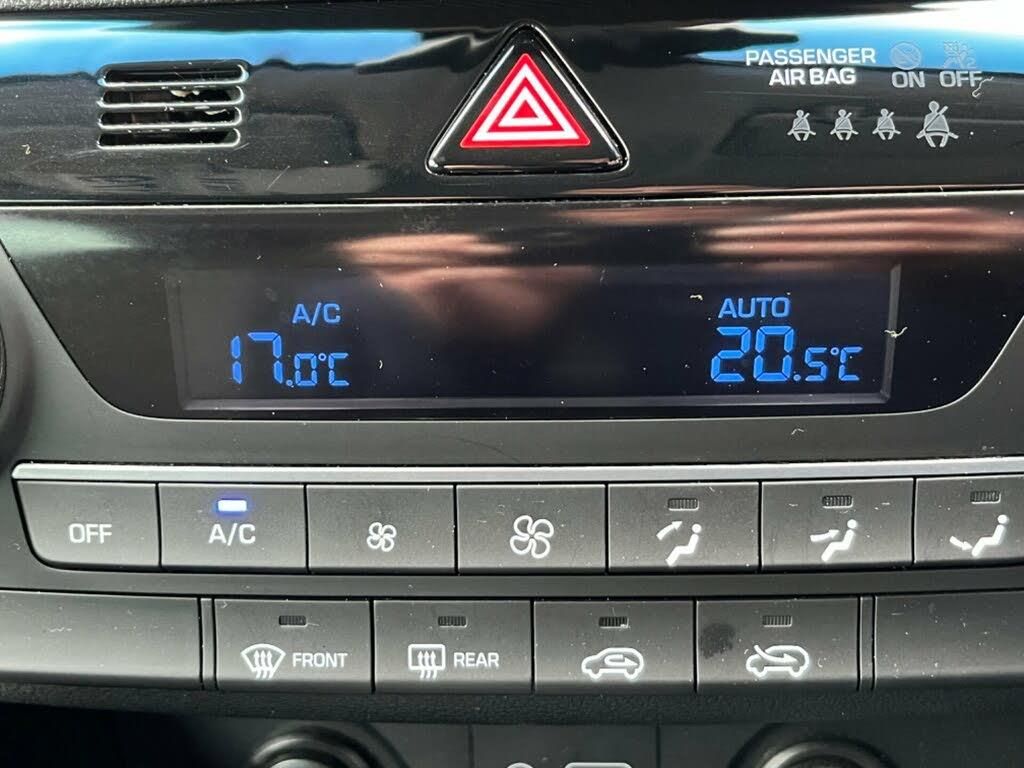 PASSENGER
AIR BAG
ON OFF
A/C
17.0°C
AUTO
20.5°C
OFF
A/C
FRONT
REAR